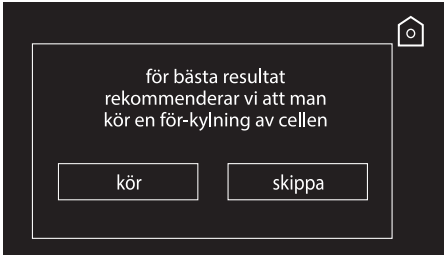 för bästa resultat
rekommenderar vi att man
kör en för-kylning av cellen
kör
skippa